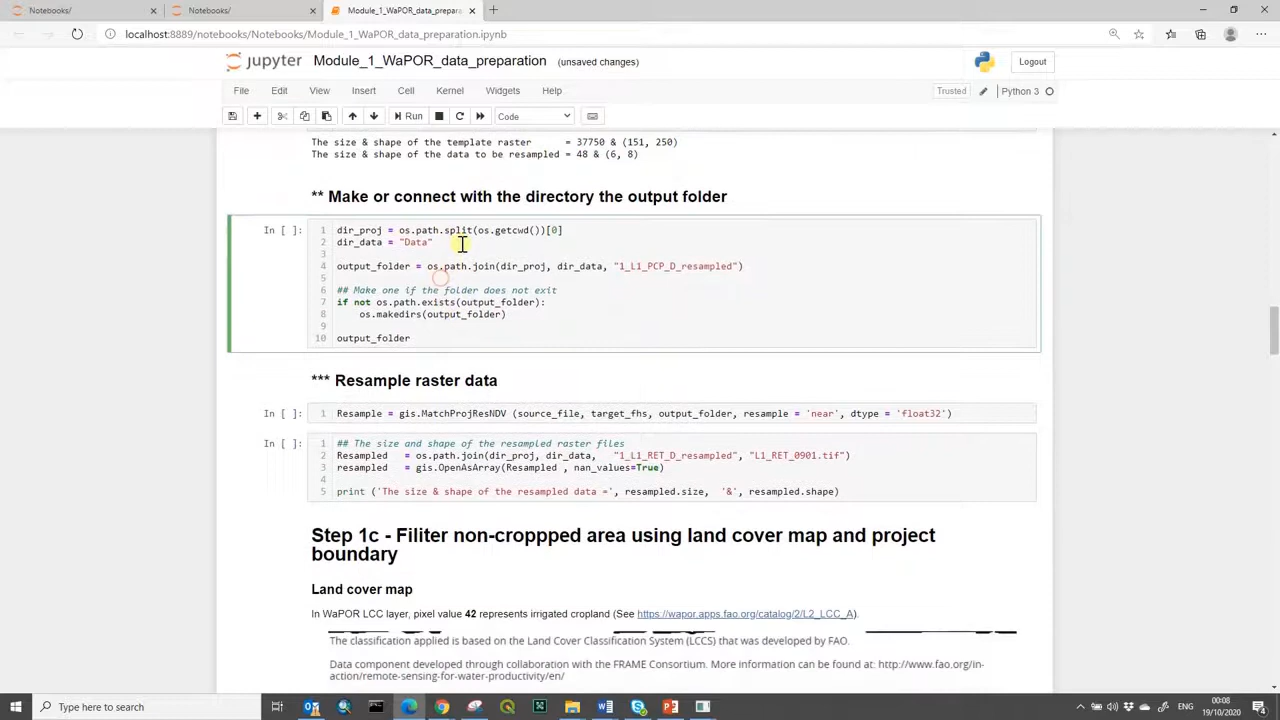 Notebooks/
Notebooks/
Module_1_WaPOR_data_prepara
localhost:8889/notebooks/Notebooks/Module_1_WaPOR_data_preparation.ipynb
jupyter Module_1_WaPOR_data_preparation (unsaved changes)
Logout
File Edit View Insert Cell Kernel Widgets Help
Trusted
Python 3
Run
Code
The size & shape of the template raster = 37750 & (151, 250)
The size & shape of the data to be resampled = 48 & (6, 8)
** Make or connect with the directory the output folder
In [ ]:
1 dir_proj = os.path.split(os.getcwd())[0]
2 dir_data = "Data"
3
4 output_folder = os.path.join(dir_proj, dir_data, "1_L1_PCP_D_resampled")
5
6 ## Make one if the folder does not exit
7 if not os.path.exists(output_folder):
8 os.makedirs(output_folder)
9
10 output_folder
*** Resample raster data
In [ ]:
1 Resample = gis.MatchProjResNDV (source_file, target_fhs, output_folder, resample = 'near', dtype = 'float32')
In [ ]:
1 ## The size and shape of the resampled raster files
2 Resampled = os.path.join(dir_proj, dir_data, "1_L1_RET_D_resampled", "L1_RET_0901.tif")
3 resampled = gis.OpenAsArray(Resampled , nan_values=True)
4
5 print ('The size & shape of the resampled data =', resampled.size, '&', resampled.shape)
Step 1c - Filiter non-croppped area using land cover map and project
boundary
Land cover map
In WaPOR LCC layer, pixel value 42 represents irrigated cropland (See https://wapor.apps.fao.org/catalog/2/L2_LCC_A).
The classification applied is based on the Land Cover Classification System (LCCS) that was developed by FAO.
Data component developed through collaboration with the FRAME Consortium. More information can be found at: http://www.fao.org/in-
action/remote-sensing-for-water-productivity/en/
Type here to search
00:08
19/10/2020